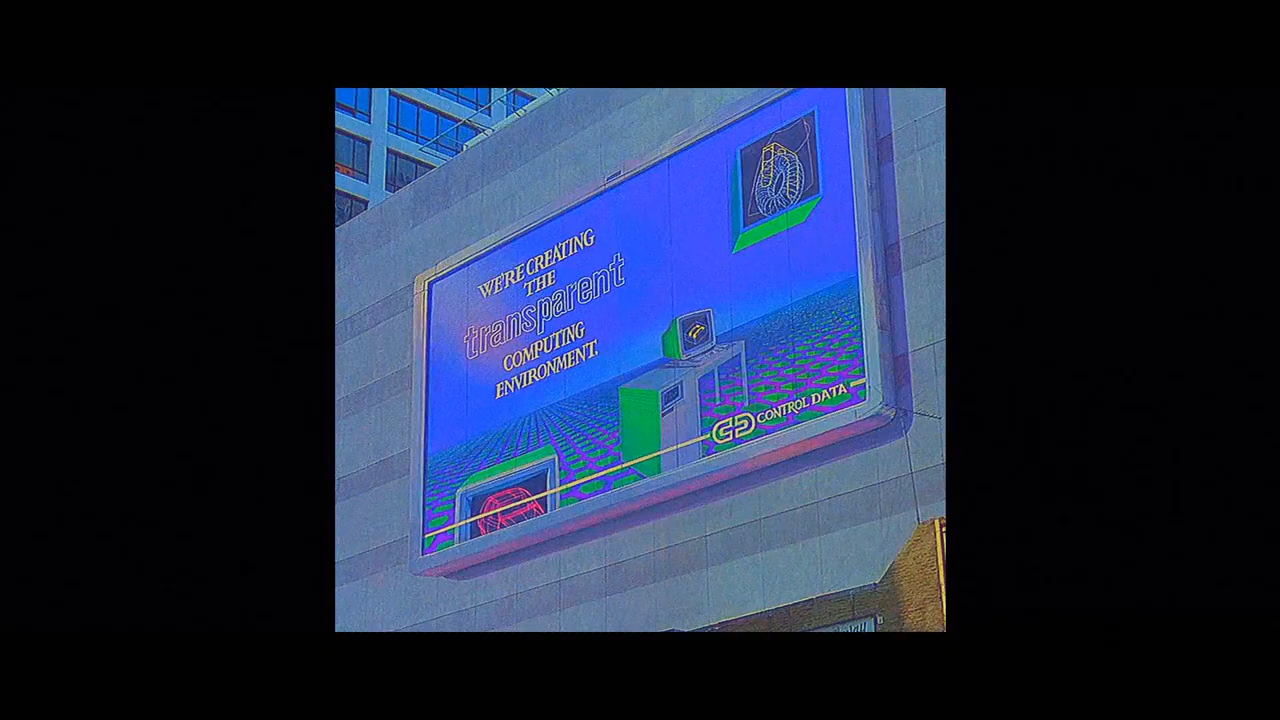 WE'RE CREATING
THE
transparent
COMPUTING
ENVIRONMENT.
CONTROL DATA